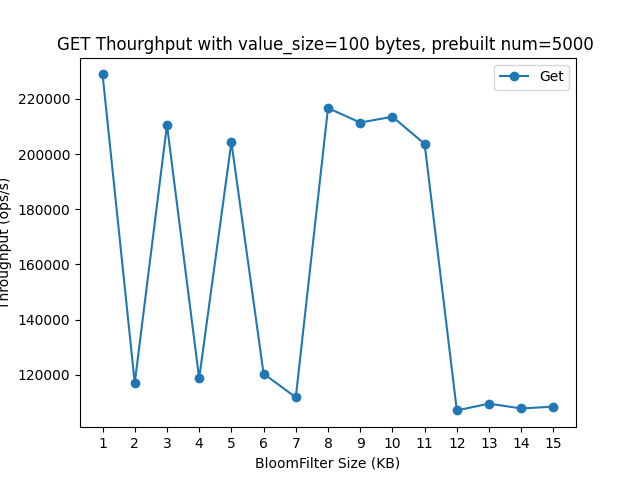 GET Thourghput with value_size=100 bytes, prebuilt num=5000
Get
220000
200000
180000
160000
140000
120000
Throughput (ops/s)
1 2 3 4 5 6 7 8 9 10 11 12 13 14 15
BloomFilter Size (KB)